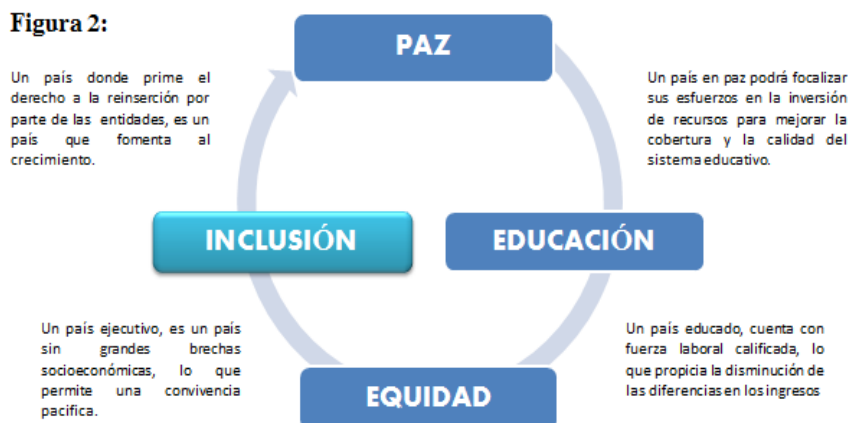 Figura 2:
PAZ
Un país donde prime el
derecho a la reinserción por
parte de las entidades, es un
país que fomenta al
crecimiento.
Un país en paz podrá focalizar
sus esfuerzos en la inversión
de recursos para mejorar la
cobertura y la calidad del
sistema educativo.
INCLUSIÓN
EDUCACIÓN
Un país ejecutivo, es un país
sin grandes brechas
socioeconómicas, lo que
permite una convivencia
pacifica.
Un país educado, cuenta con
fuerza laboral calificada, lo
que propicia la disminución de
las diferencias en los ingresos
EQUIDAD